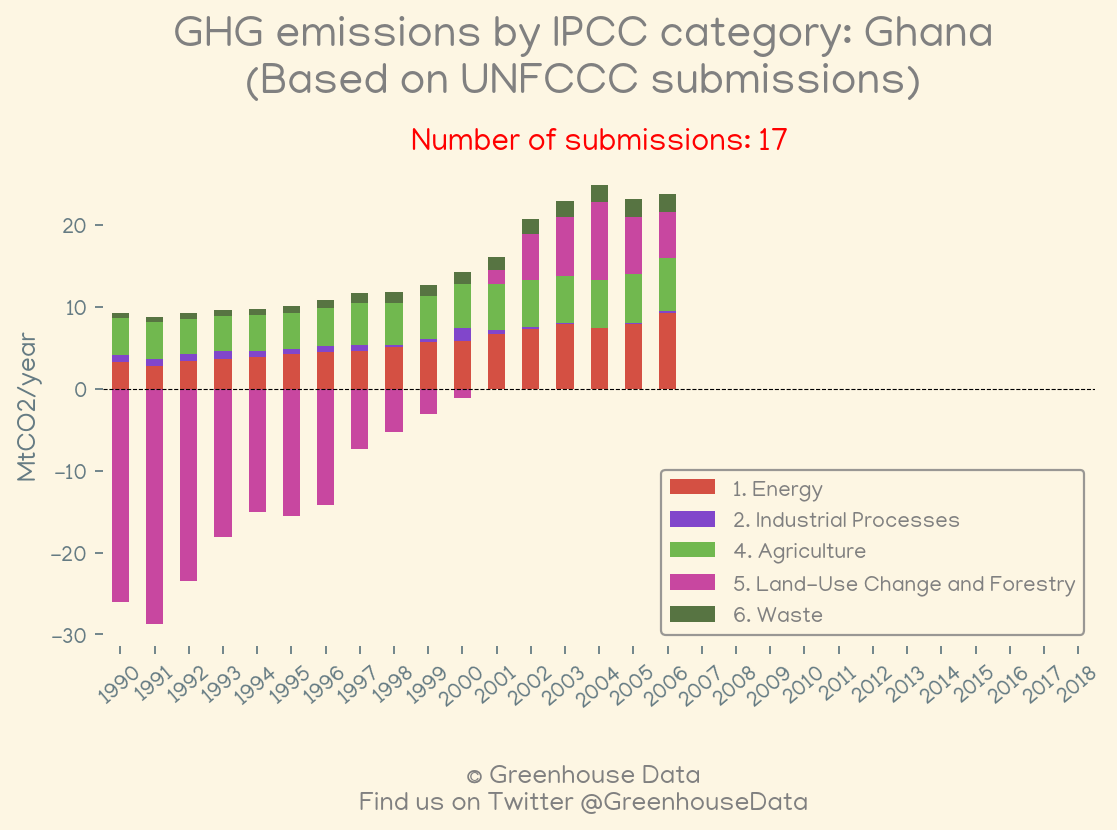 GHG emissions by IPCC category: Ghana
(Based on UNFCCC submissions)
Number of submissions: 17
MtCO2/year
20
10
0
−10
−20
−30
1. Energy
2. Industrial Processes
4. Agriculture
5. Land-Use Change and Forestry
6. Waste
1990 1991 1992 1993 1994 1995 1996 1997 1998 1999 2000 2001 2002 2003 2004 2005 2006 2007 2008 2009 2010 2011 2012 2013 2014 2015 2016 2017 2018
© Greenhouse Data
Find us on Twitter @GreenhouseData